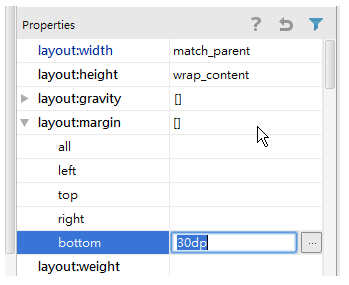 Properties
layout:width match_parent
layout:height wrap_content
layout:gravity []
layout:margin []
all
left
top
right
bottom 30dp ...
layout:weight